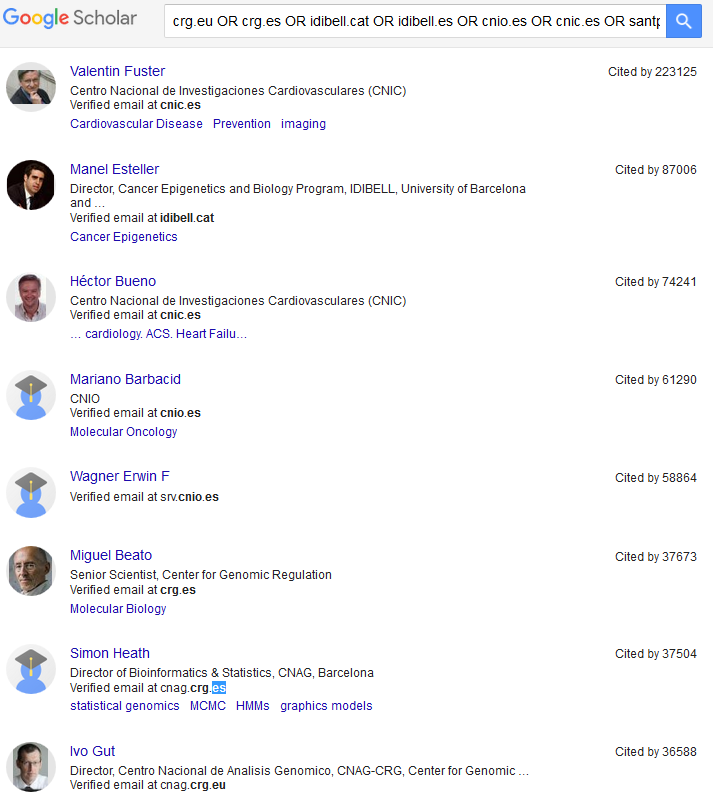 Google Scholar
crg.eu OR crg.es OR idibell.cat OR idibell.es OR cnio.es OR cnic.es OR santp
Valentin Fuster
Cited by 223125
Centro Nacional de Investigaciones Cardiovasculares (CNIC)
Verified email at cnic.es
Cardiovascular Disease Prevention imaging
Manel Esteller
Cited by 87006
Director, Cancer Epigenetics and Biology Program, IDIBELL, University of Barcelona
and ...
Verified email at idibell.cat
Cancer Epigenetics
Héctor Bueno
Cited by 74241
Centro Nacional de Investigaciones Cardiovasculares (CNIC)
Verified email at cnic.es
... cardiology. ACS. Heart Failu...
Mariano Barbacid
Cited by 61290
CNIO
Verified email at cnio.es
Molecular Oncology
Wagner Erwin F
Cited by 58864
Verified email at srv.cnio.es
Miguel Beato
Cited by 37673
Senior Scientist, Center for Genomic Regulation
Verified email at crg.es
Molecular Biology
Simon Heath
Cited by 37504
Director of Bioinformatics & Statistics, CNAG, Barcelona
Verified email at cnag.crg.es
statistical genomics MCMC HMMs graphics models
Ivo Gut
Cited by 36588
Director, Centro Nacional de Analisis Genomico, CNAG-CRG, Center for Genomic ...
Verified email at cnag.crg.eu